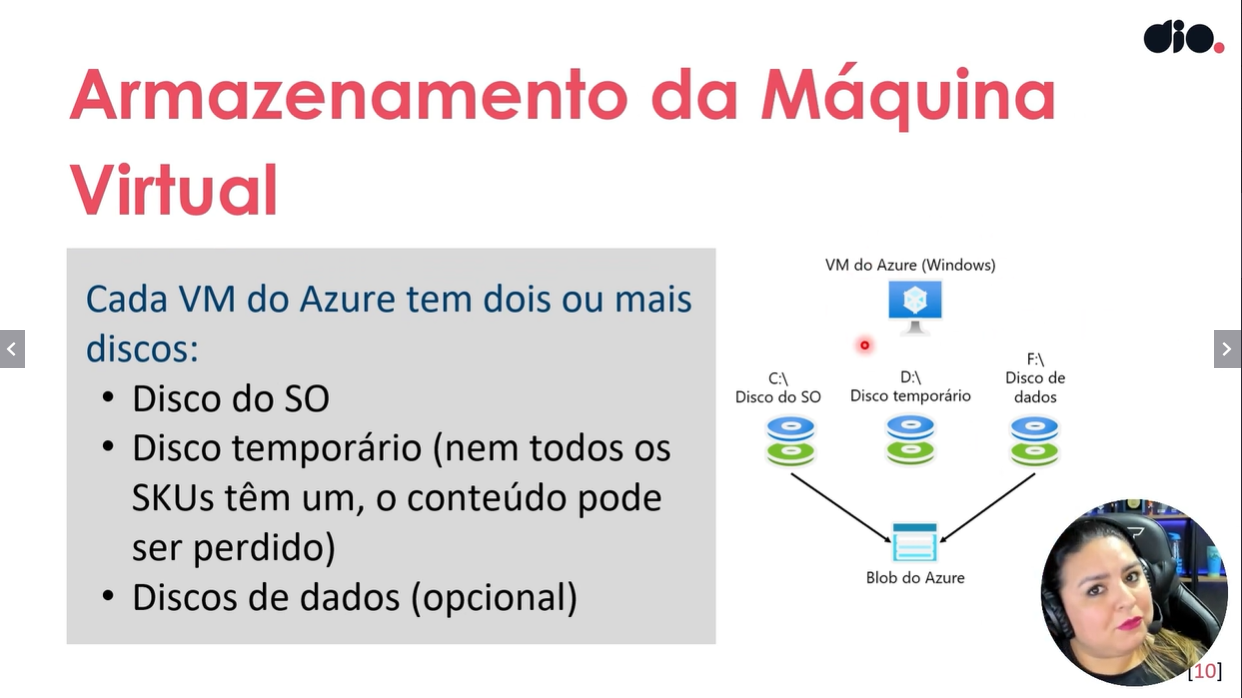 dio.
Armazenamento da Máquina
Virtual
Cada VM do Azure tem dois ou mais
discos:
• Disco do SO
• Disco temporário (nem todos os
SKUs têm um, o conteúdo pode
ser perdido)
• Discos de dados (opcional)
VM do Azure (Windows)
C:\
Disco do SO
D:\
Disco temporário
F:\
Disco de
dados
Blob do Azure
[10]